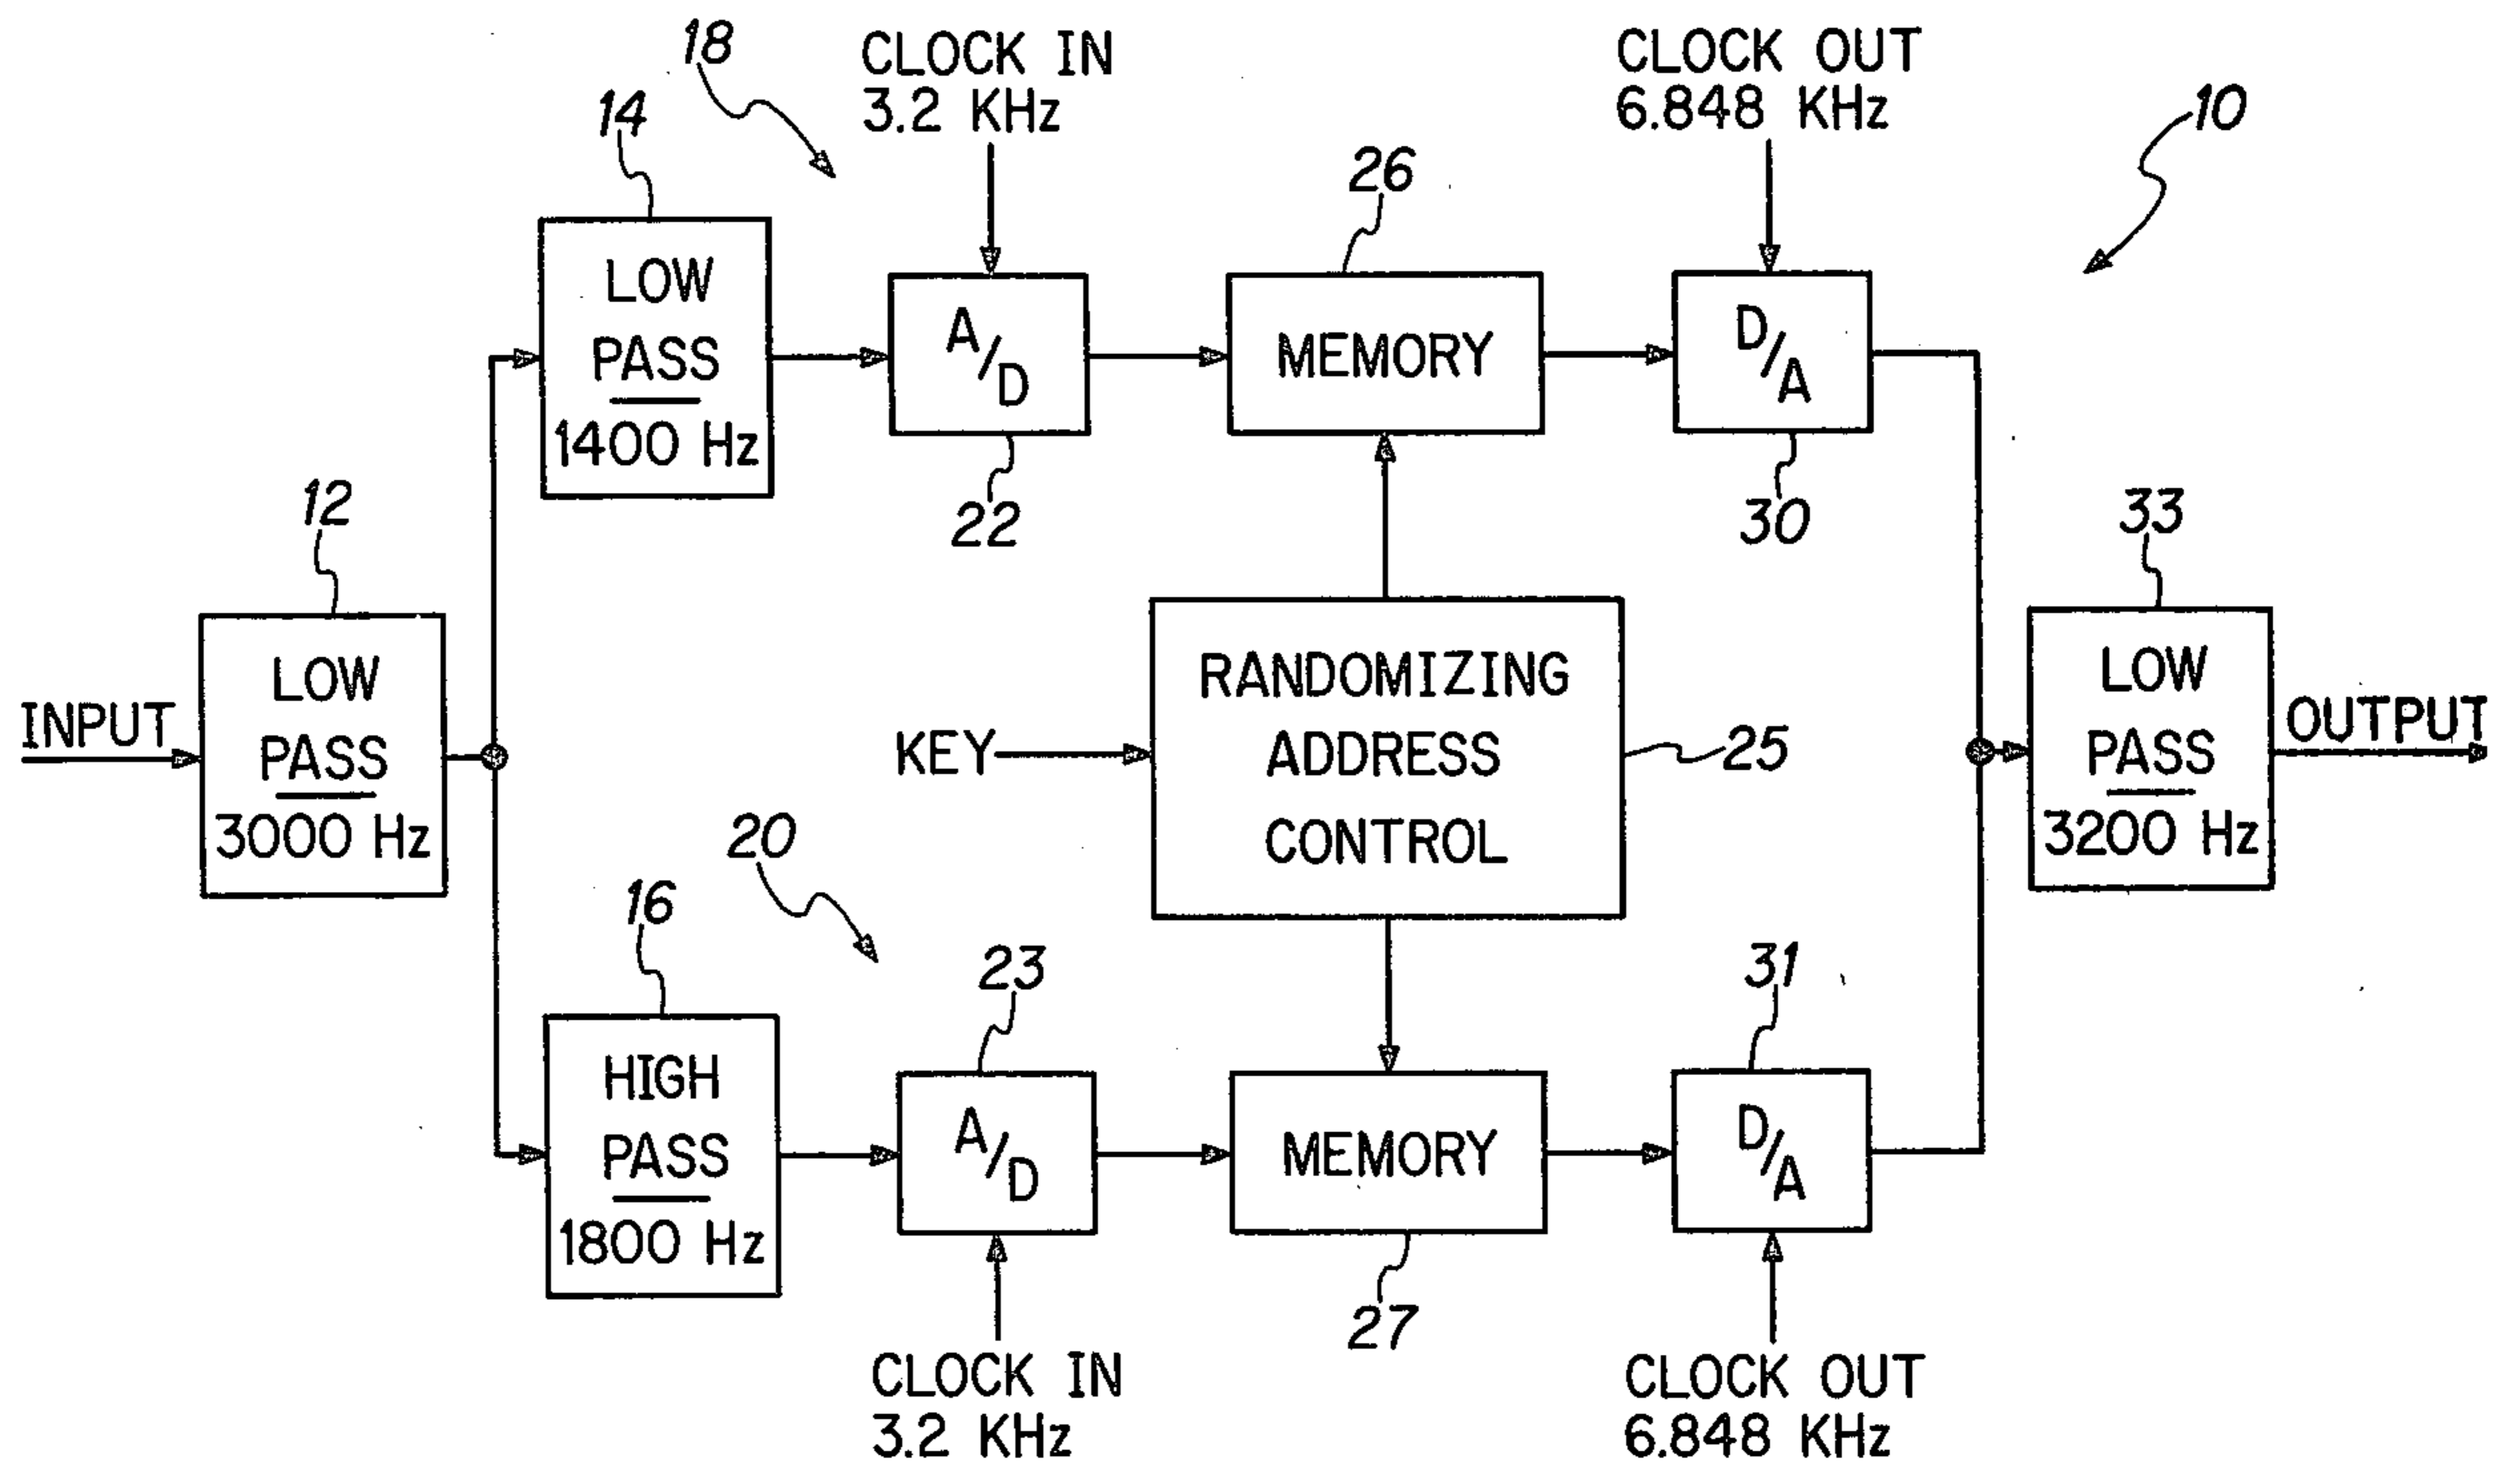 18
CLOCK IN
3.2 KHz
CLOCK OUT
6.848 KHz
10
14
26
LOW
PASS
1400 Hz
A/D
MEMORY
D/A
22
30
12
33
LOW
PASS
3000 Hz
INPUT
KEY
RANDOMIZING
ADDRESS
CONTROL
25
LOW
PASS
3200 Hz
OUTPUT
20
16
23
31
HIGH
PASS
1800 Hz
A/D
MEMORY
D/A
27
CLOCK IN
3.2 KHz
CLOCK OUT
6.848 KHz